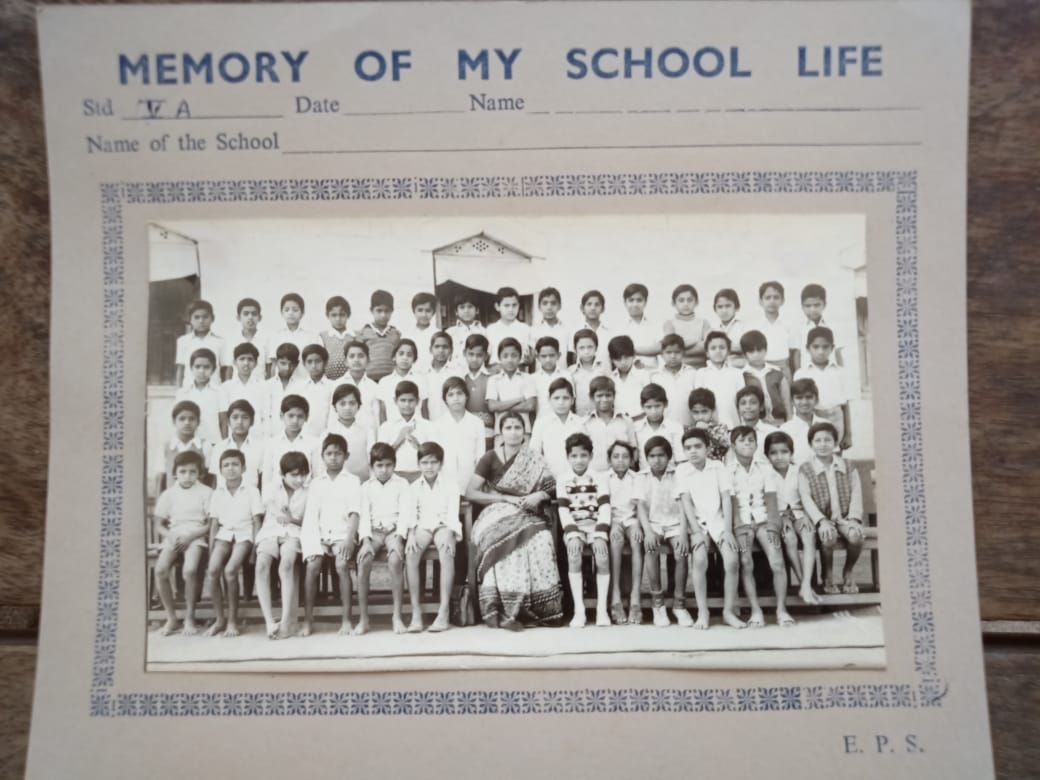 MEMORY OF MY SCHOOL LIFE
Std V A Date Name
Name of the School
E. P. S.